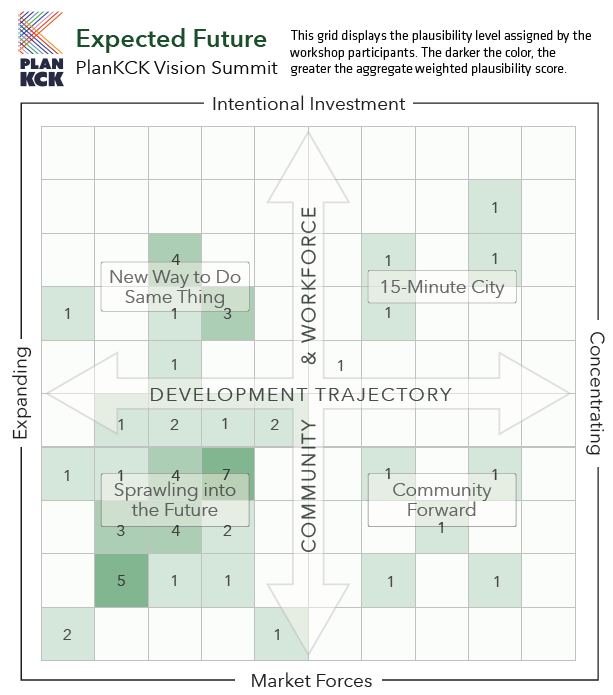 PLAN
KCK
Expected Future
PlanKCK Vision Summit
This grid displays the plausibility level assigned by the
workshop participants. The darker the color, the
greater the aggregate weighted plausibility score.
Intentional Investment
1
4 1 1
New Way to Do
Same Thing
15-Minute City
1 1 3 1
1 1
Expanding
Concentrating
DEVELOPMENT TRAJECTORY
COMMUNITY & WORKFORCE
1 2 1 2
1 1 4 7 1 1
Sprawling into
the Future
Community
Forward
3 4 2 1
5 1 1 1 1
2 1
Market Forces